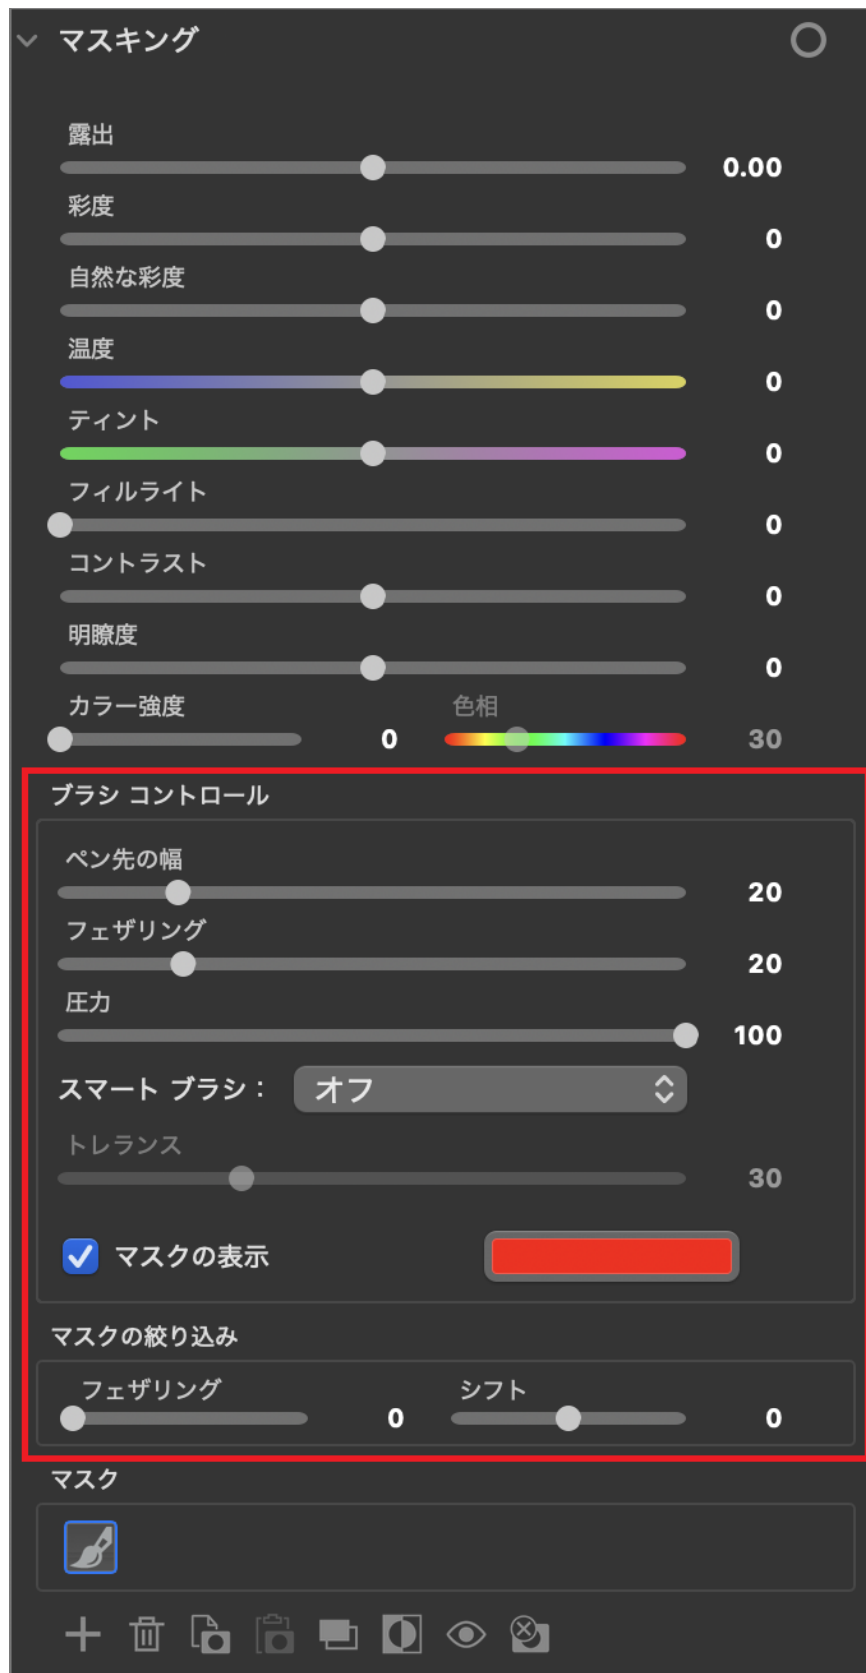 マスキング
露出
0.00
彩度
0
自然な彩度
0
温度
0
ティント
0
フィルライト
0
コントラスト
0
明瞭度
0
カラー強度 色相
0 30
ブラシ コントロール
ペン先の幅
20
フェザリング
20
圧力
100
スマート ブラシ： オフ
トレランス
30
マスクの表示
マスクの絞り込み
フェザリング シフト
0 0
マスク